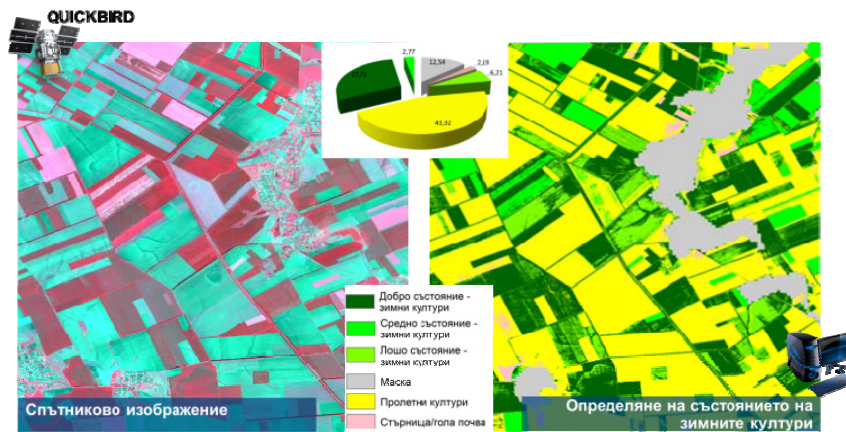 QUICKBIRD
2,77
12,54
2,19
6,21
43,32
Добро състояние -
зимни култури
Средно състояние -
зимни култури
Лошо състояние -
зимни култури
Маска
Пролетни култури
Стърница/гола почва
Спътниково изображение
Определяне на състоянието на
зимните култури